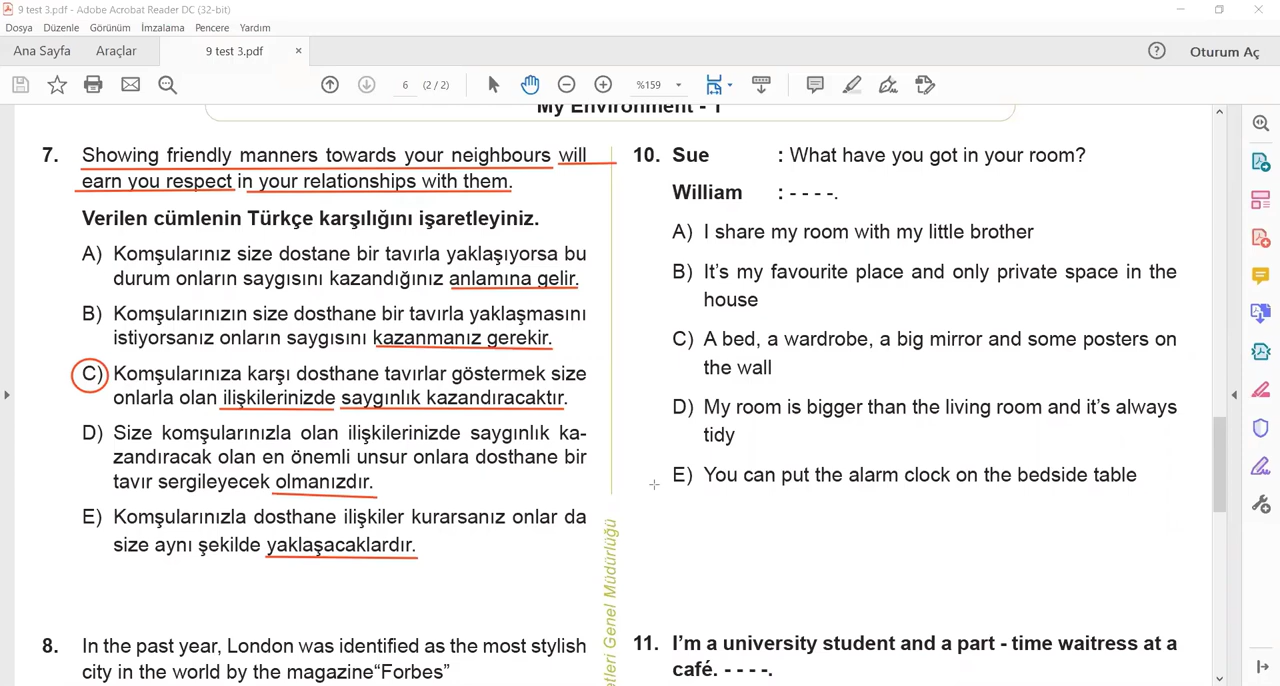 9 test 3.pdf - Adobe Acrobat Reader DC (32-bit)
Dosya Düzenle Görünüm İmzalama Pencere Yardım
Ana Sayfa Araçlar 9 test 3.pdf × Oturum Aç
6 (2 / 2) %159
My Environment - 1
7. Showing friendly manners towards your neighbours will
earn you respect in your relationships with them.
Verilen cümlenin Türkçe karşılığını işaretleyiniz.
A) Komşularınız size dostane bir tavırla yaklaşıyorsa bu
durum onların saygısını kazandığınız anlamına gelir.
B) Komşularınızın size dosthane bir tavırla yaklaşmasını
istiyorsanız onların saygısını kazanmanız gerekir.
C) Komşularınıza karşı dosthane tavırlar göstermek size
onlarla olan ilişkilerinizde saygınlık kazandıracaktır.
D) Size komşularınızla olan ilişkilerinizde saygınlık ka-
zandıracak olan en önemli unsur onlara dosthane bir
tavır sergileyecek olmanızdır.
E) Komşularınızla dosthane ilişkiler kurarsanız onlar da
size aynı şekilde yaklaşacaklardır.
8. In the past year, London was identified as the most stylish
city in the world by the magazine“Forbes”
etleri Genel Müdürlüğü
10. Sue : What have you got in your room?
William : - - - -.
A) I share my room with my little brother
B) It’s my favourite place and only private space in the
house
C) A bed, a wardrobe, a big mirror and some posters on
the wall
D) My room is bigger than the living room and it’s always
tidy
E) You can put the alarm clock on the bedside table
11. I’m a university student and a part - time waitress at a
café. - - - -.